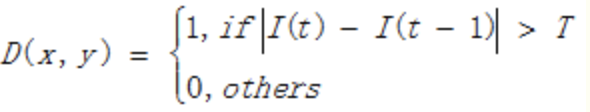 D(x, y) = {1, if |I(t) − I(t − 1)| > T
0, others